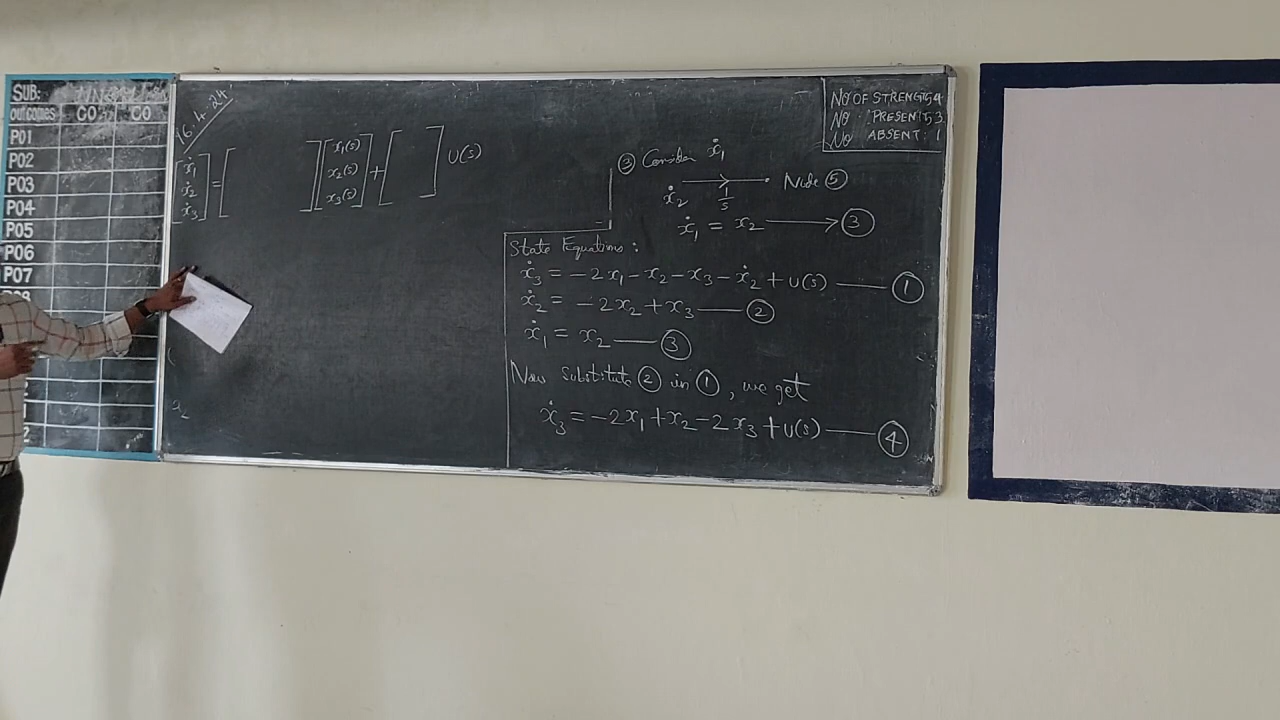 SUB:
outcomes CO CO
PO1
PO2
PO3
PO4
PO5
PO6
PO7
16.4.24
[ẋ₁ ẋ₂ ẋ₃] = [ ] [x₁(s) x₂(s) x₃(s)] + [ ] U(s)
NO OF STRENGTH: 54
NO PRESENT: 53
NO ABSENT: 1
③ Consider ẋ₁
ẋ₂ 1/s Node ⑤
ẋ₁ = x₂ → ③
State Equations:
ẋ₃ = -2x₁ - x₂ - x₃ - ẋ₂ + U(s) — ①
ẋ₂ = -2x₂ + x₃ — ②
ẋ₁ = x₂ — ③
Now Substitute ② in ①, we get
ẋ₃ = -2x₁ + x₂ - 2x₃ + U(s) — ④